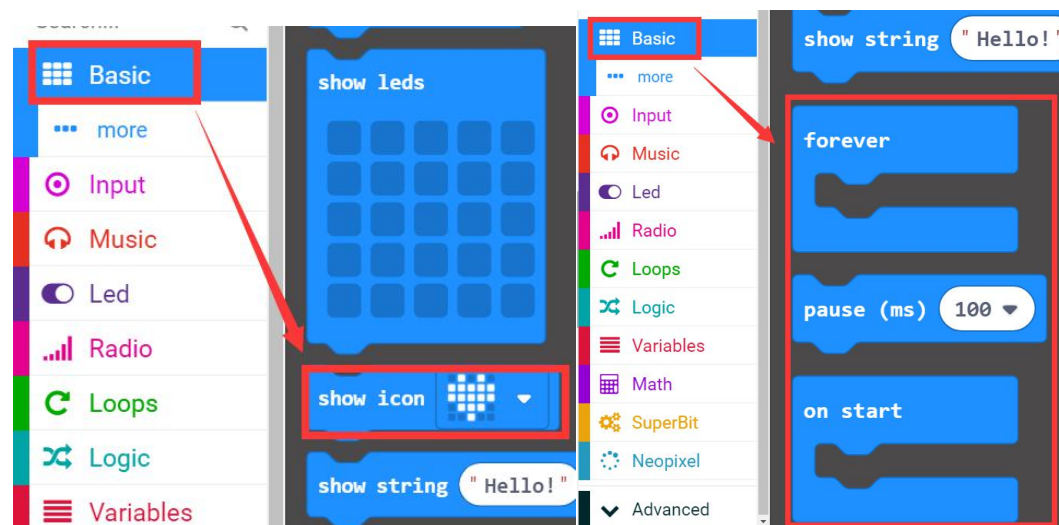 Basic
more
Input
Music
Led
Radio
Loops
Logic
Variables
show leds
show icon
show string "Hello!"
Basic
more
Input
Music
Led
Radio
Loops
Logic
Variables
Math
SuperBit
Neopixel
Advanced
show string "Hello!"
forever
pause (ms) 100
on start